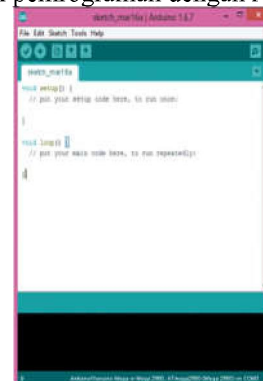 pemrograman dengan
sketch_mar16a | Arduino 1.6.7
File Edit Sketch Tools Help
sketch_mar16a
void setup() {
// put your setup code here, to run once:
}
void loop() {
// put your main code here, to run repeatedly:
}